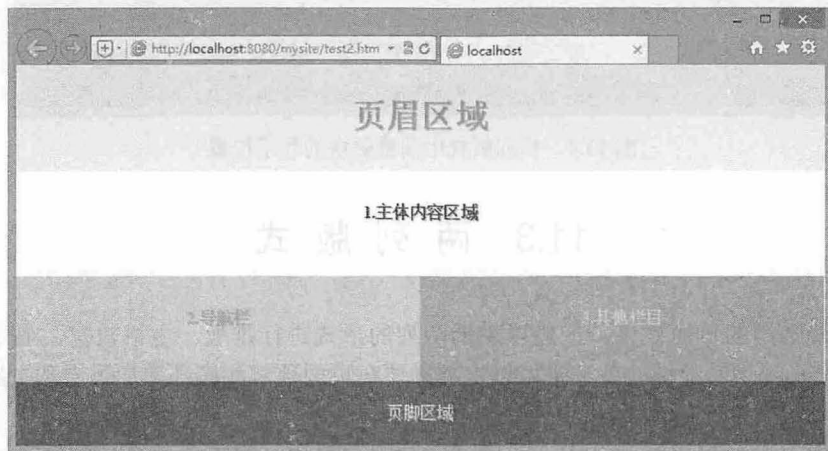 http://localhost:8080/mysite/test2.htm
localhost
页眉区域
1.主体内容区域
2.导航栏
3.其他栏目
页脚区域